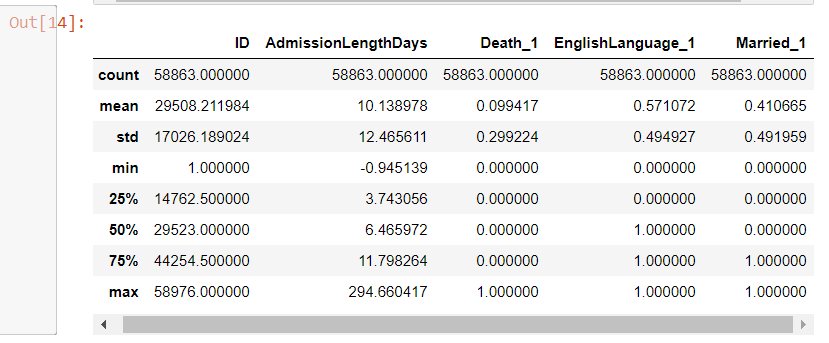 Out[14]:
ID AdmissionLengthDays Death_1 EnglishLanguage_1 Married_1
count 58863.000000 58863.000000 58863.000000 58863.000000 58863.000000
mean 29508.211984 10.138978 0.099417 0.571072 0.410665
std 17026.189024 12.465611 0.299224 0.494927 0.491959
min 1.000000 -0.945139 0.000000 0.000000 0.000000
25% 14762.500000 3.743056 0.000000 0.000000 0.000000
50% 29523.000000 6.465972 0.000000 1.000000 0.000000
75% 44254.500000 11.798264 0.000000 1.000000 1.000000
max 58976.000000 294.660417 1.000000 1.000000 1.000000